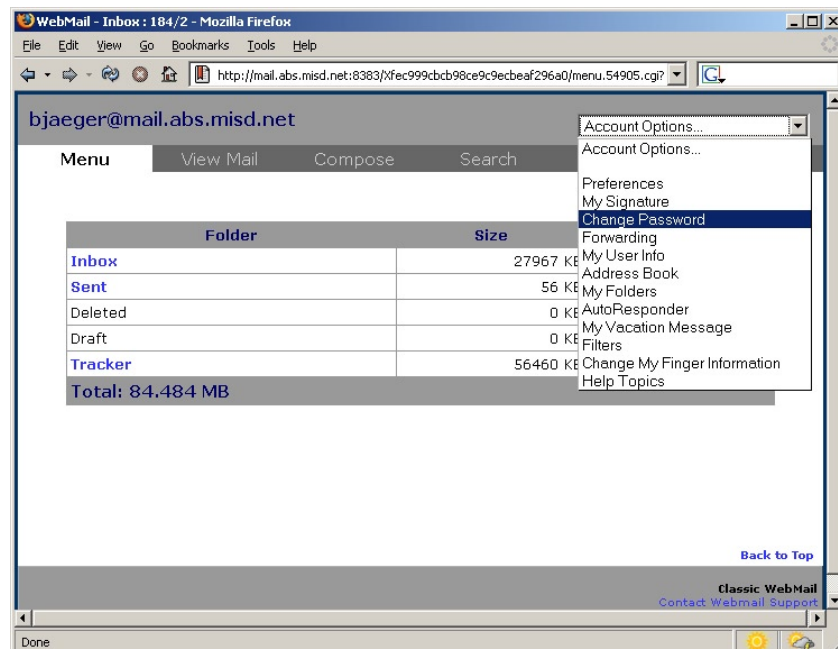 WebMail - Inbox : 184/2 - Mozilla Firefox
File Edit View Go Bookmarks Tools Help
http://mail.abs.misd.net:8383/Xfec999cbcb98ce9c9ecbeaf296a0/menu.54905.cgi?
G
bjaeger@mail.abs.misd.net
Account Options...
Menu View Mail Compose Search
Account Options...
Preferences
My Signature
Change Password
Forwarding
My User Info
Address Book
My Folders
AutoResponder
My Vacation Message
Filters
Change My Finger Information
Help Topics
Folder Size
Inbox 27967 KB
Sent 56 KB
Deleted 0 KB
Draft 0 KB
Tracker 56460 KB
Total: 84.484 MB
Back to Top
Classic WebMail
Contact Webmail Support
Done